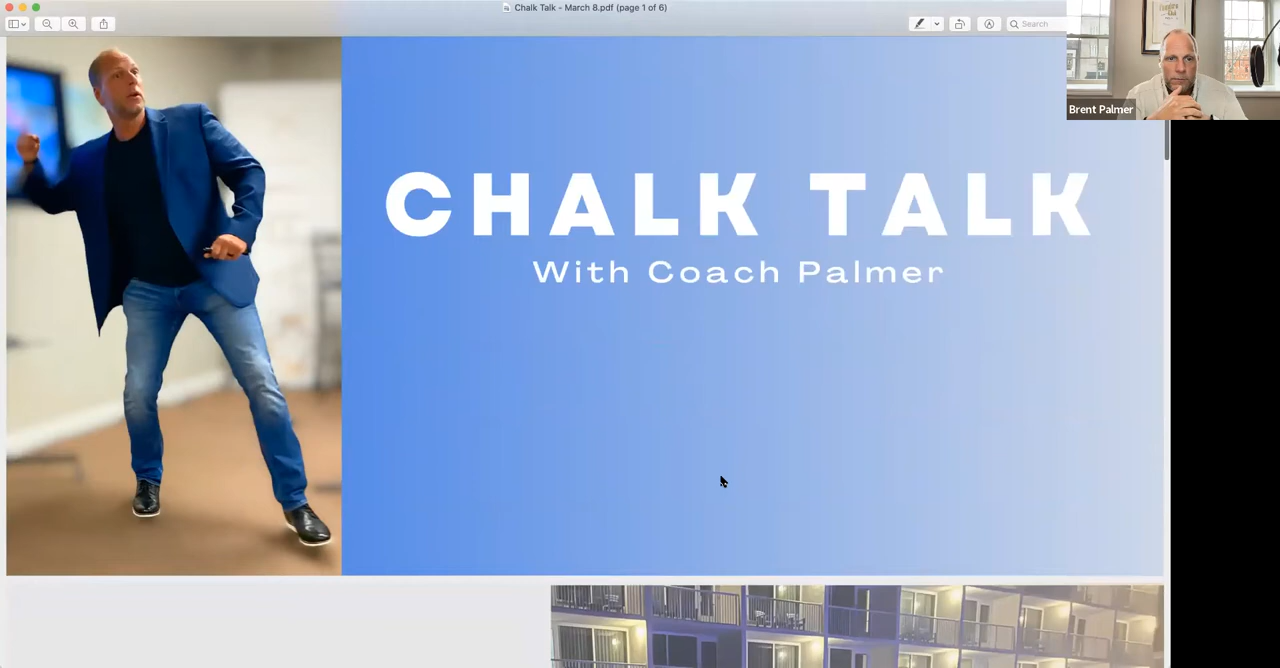 Chalk Talk - March 8.pdf (page 1 of 6)
Search
Brent Palmer
CHALK TALK
With Coach Palmer